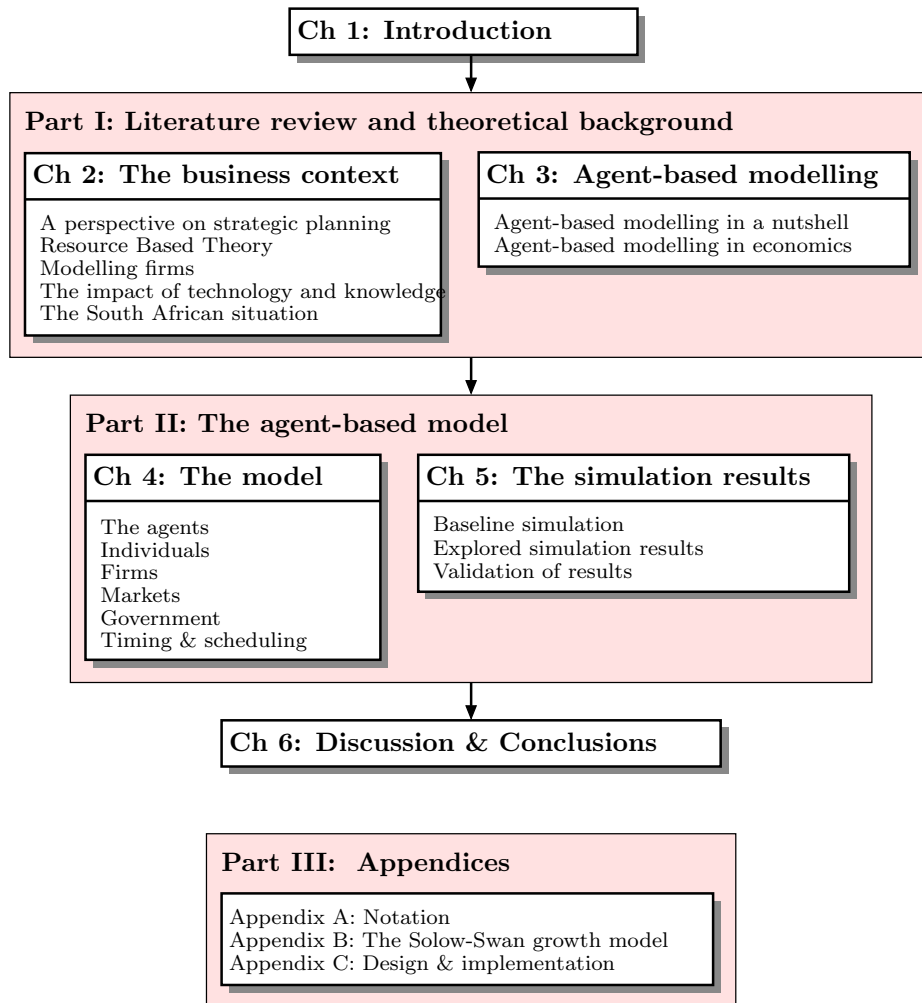 Ch 1: Introduction
Part I: Literature review and theoretical background
Ch 2: The business context
A perspective on strategic planning
Resource Based Theory
Modelling firms
The impact of technology and knowledge
The South African situation
Ch 3: Agent-based modelling
Agent-based modelling in a nutshell
Agent-based modelling in economics
Part II: The agent-based model
Ch 4: The model
The agents
Individuals
Firms
Markets
Government
Timing & scheduling
Ch 5: The simulation results
Baseline simulation
Explored simulation results
Validation of results
Ch 6: Discussion & Conclusions
Part III: Appendices
Appendix A: Notation
Appendix B: The Solow-Swan growth model
Appendix C: Design & implementation